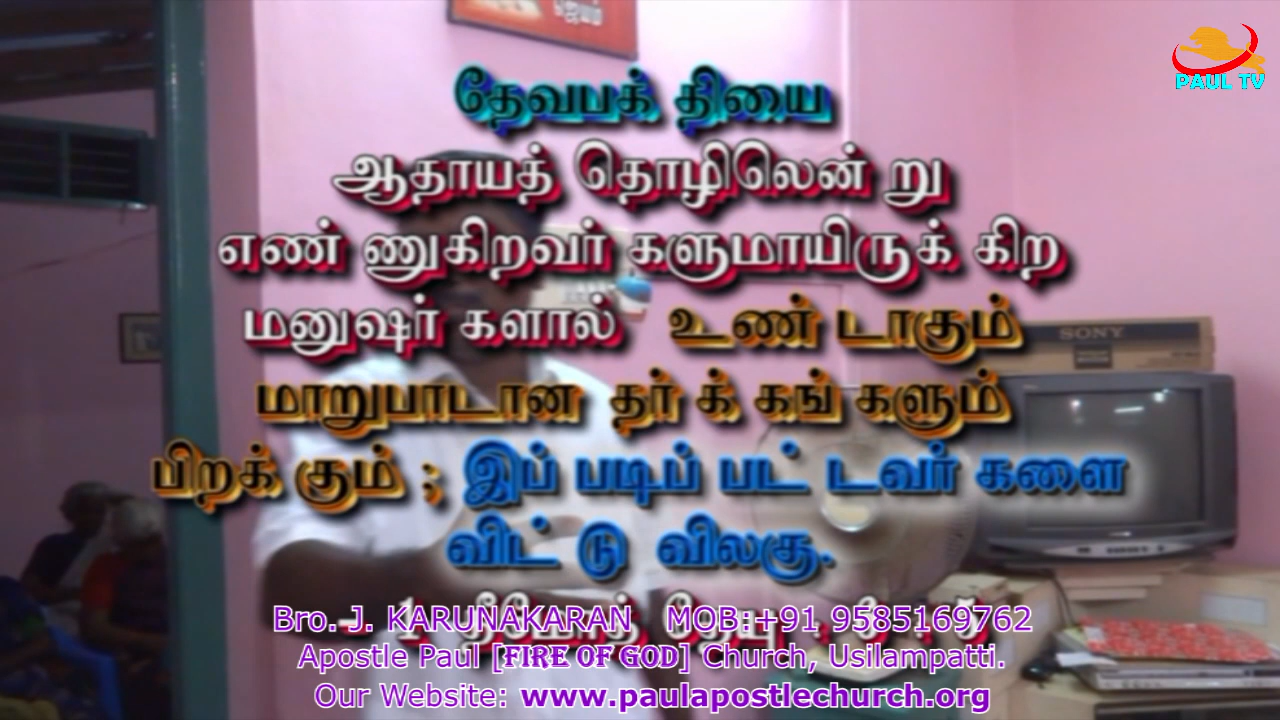 ஜெயம்
PAUL TV
தேவபக் தியை
ஆதாயத் தொழிலென் று
எண் ணுகிறவர் களுமாயிருக் கிற
மனுஷர் களால் உண் டாகும்
SONY
மாறுபாடான தர் க் கங் களும்
பிறக் கும் ; இப் படிப் பட் டவர் களை
விட் டு விலகு.
Bro. J. KARUNAKARAN MOB:+91 9585169762
Apostle Paul [FIRE OF GOD] Church, Usilampatti.
Our Website: www.paulapostlechurch.org